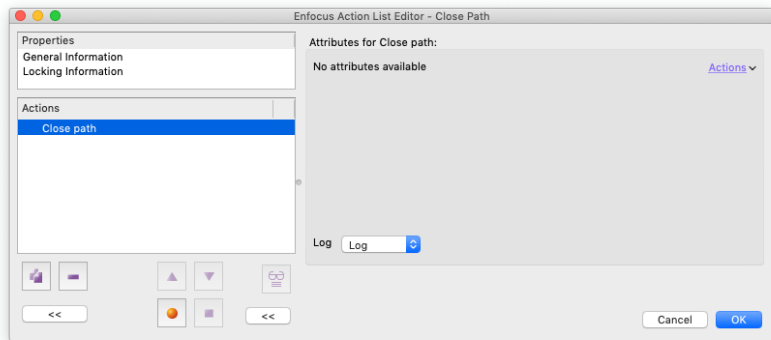 Enfocus Action List Editor - Close Path
Properties
General Information
Locking Information
Actions
Close path
<<
<<
Attributes for Close path:
No attributes available
Actions
Log
Log
Cancel
OK